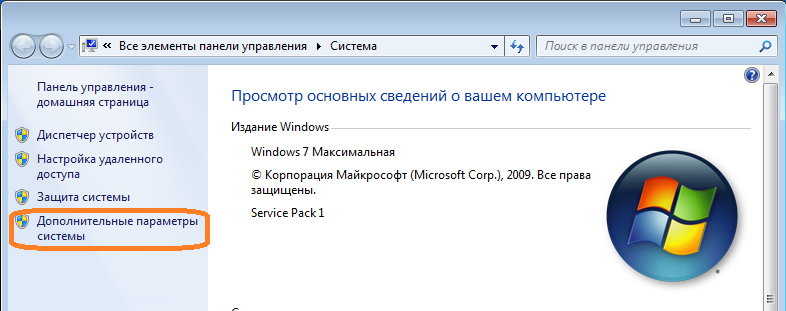 Все элементы панели управления
Система
Поиск в панели управления
Панель управления -
домашняя страница
Диспетчер устройств
Настройка удаленного
доступа
Защита системы
Дополнительные параметры
системы
Просмотр основных сведений о вашем компьютере
Издание Windows
Windows 7 Максимальная
© Корпорация Майкрософт (Microsoft Corp.), 2009. Все права
защищены.
Service Pack 1